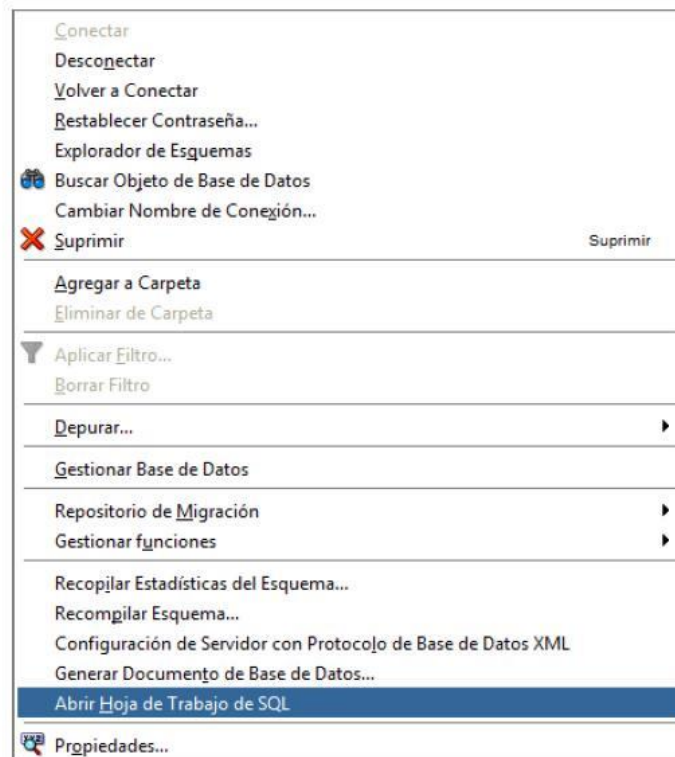 Conectar
Desconectar
Volver a Conectar
Restablecer Contraseña...
Explorador de Esquemas
Buscar Objeto de Base de Datos
Cambiar Nombre de Conexión...
Suprimir Suprimir
Agregar a Carpeta
Eliminar de Carpeta
Aplicar Filtro...
Borrar Filtro
Depurar...
Gestionar Base de Datos
Repositorio de Migración
Gestionar funciones
Recopilar Estadísticas del Esquema...
Recompilar Esquema...
Configuración de Servidor con Protocolo de Base de Datos XML
Generar Documento de Base de Datos...
Abrir Hoja de Trabajo de SQL
Propiedades...